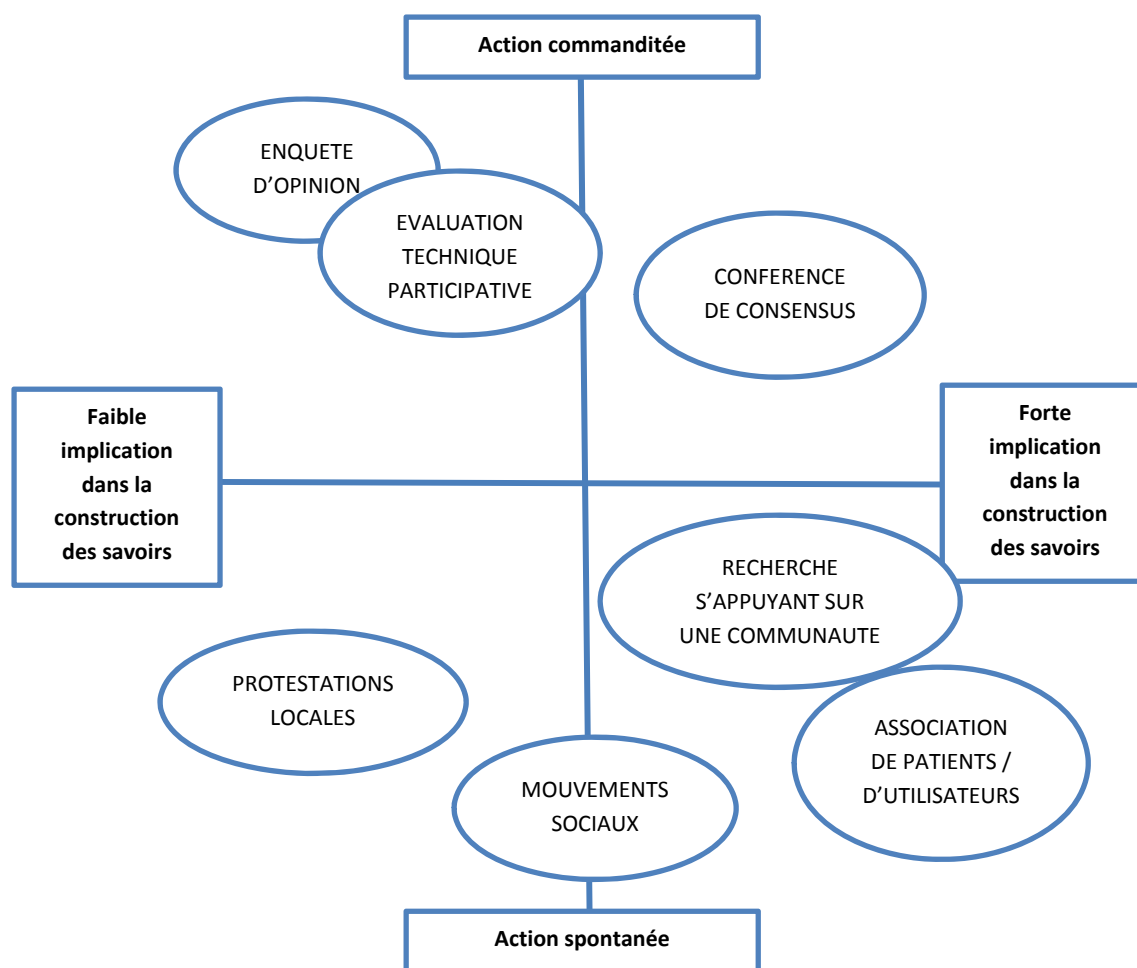 Action commanditée
ENQUETE
D’OPINION
EVALUATION
TECHNIQUE
PARTICIPATIVE
CONFERENCE
DE CONSENSUS
Faible
implication
dans la
construction
des savoirs
Forte
implication
dans la
construction
des savoirs
RECHERCHE
S’APPUYANT SUR
UNE COMMUNAUTE
PROTESTATIONS
LOCALES
ASSOCIATION
DE PATIENTS /
D’UTILISATEURS
MOUVEMENTS
SOCIAUX
Action spontanée